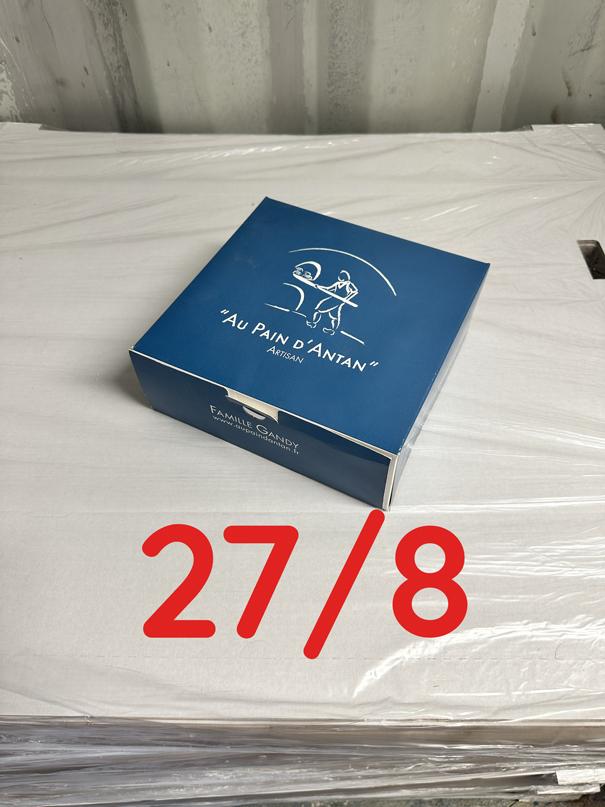 "AU PAIN D'ANTAN"
ARTISAN
FAMILLE GANDY
www.aupaindantan.fr
27/8